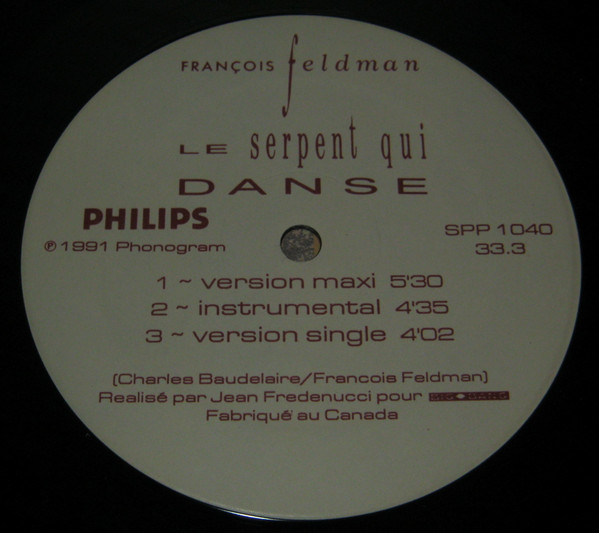 FRANÇOIS feldman
LE serpent qui
DANSE
PHILIPS
℗ 1991 Phonogram
SPP 1040
33.3
1 ~ version maxi 5'30
2 ~ instrumental 4'35
3 ~ version single 4'02
(Charles Baudelaire/Francois Feldman)
Realisé par Jean Fredenucci pour BIG BANG
Fabriqué au Canada